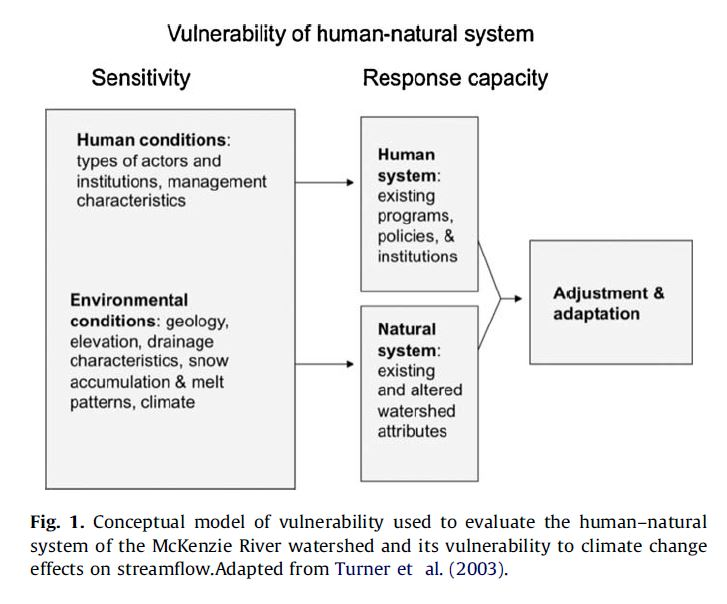 Vulnerability of human-natural system
Sensitivity
Response capacity
Human conditions:
types of actors and
institutions, management
characteristics
Environmental
conditions: geology,
elevation, drainage
characteristics, snow
accumulation & melt
patterns, climate
Human
system:
existing
programs,
policies, &
institutions
Natural
system:
existing
and altered
watershed
attributes
Adjustment &
adaptation
Fig. 1. Conceptual model of vulnerability used to evaluate the human–natural
system of the McKenzie River watershed and its vulnerability to climate change
effects on streamflow.Adapted from Turner et al. (2003).